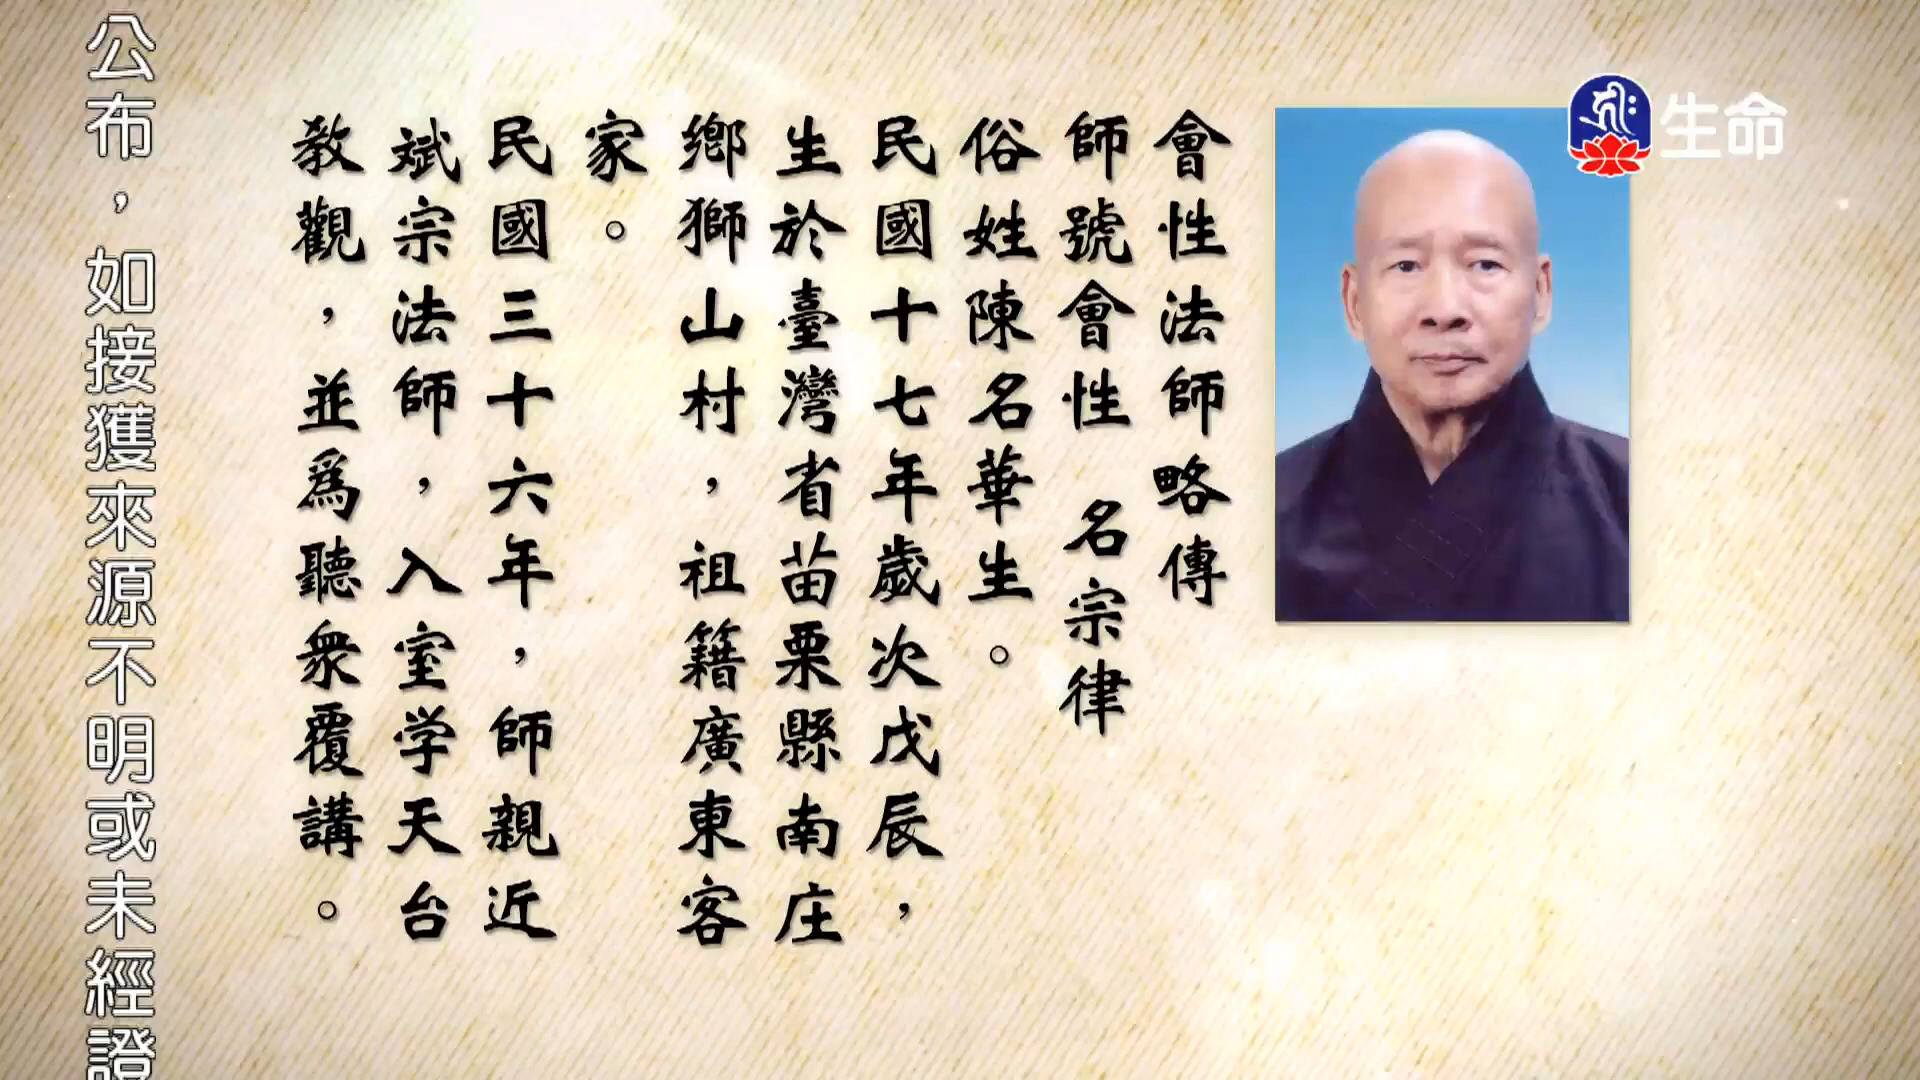 生命
會性法師略傳
師號會性 名宗律
俗姓陳名華生。
民國十七年歲次戊辰，
生於臺灣省苗栗縣南庄
鄉獅山村，祖籍廣東客
家。
民國三十六年，師親近
斌宗法師，入室学天台
教觀，並爲聽眾覆講。
公布，如接獲來源不明或未經證